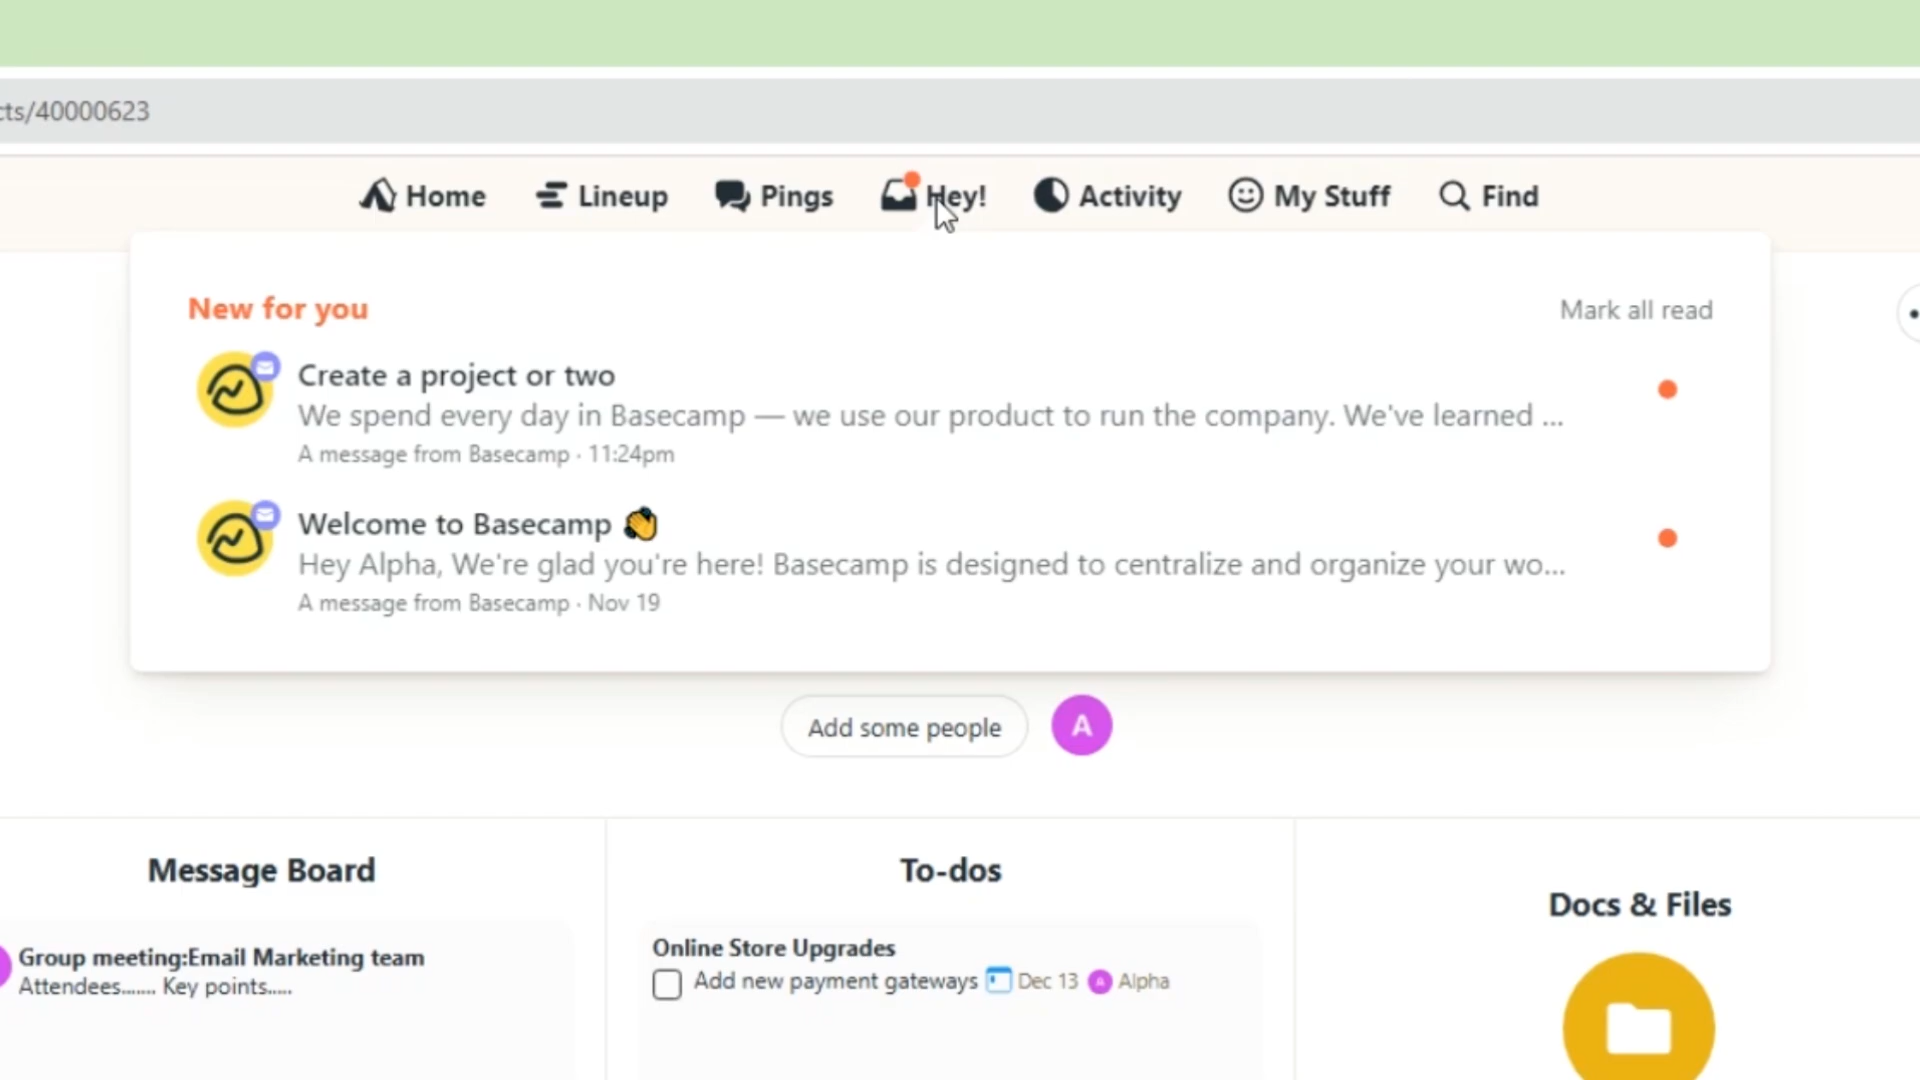 cts/40000623
Home Lineup Pings Hey! Activity My Stuff Find
New for you Mark all read
Create a project or two
We spend every day in Basecamp — we use our product to run the company. We've learned ...
A message from Basecamp · 11:24pm
Welcome to Basecamp 👋
Hey Alpha, We're glad you're here! Basecamp is designed to centralize and organize your wo...
A message from Basecamp · Nov 19
Add some people A
Message Board
Group meeting:Email Marketing team
Attendees....... Key points.....
To-dos
Online Store Upgrades
Add new payment gateways Dec 13 A Alpha
Docs & Files